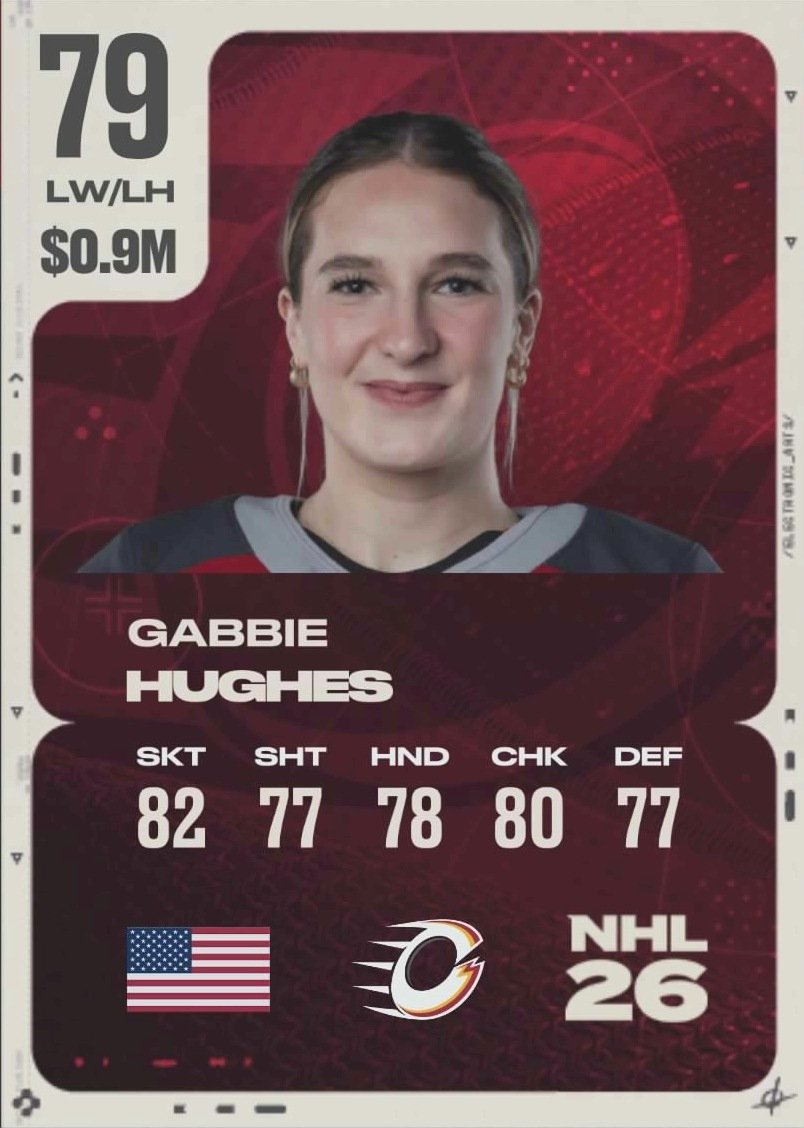 79
LW/LH
$0.9M
GABBIE
HUGHES
SKT SHT HND CHK DEF
82 77 78 80 77
NHL
26
/ELECTRONIC_ARTS/